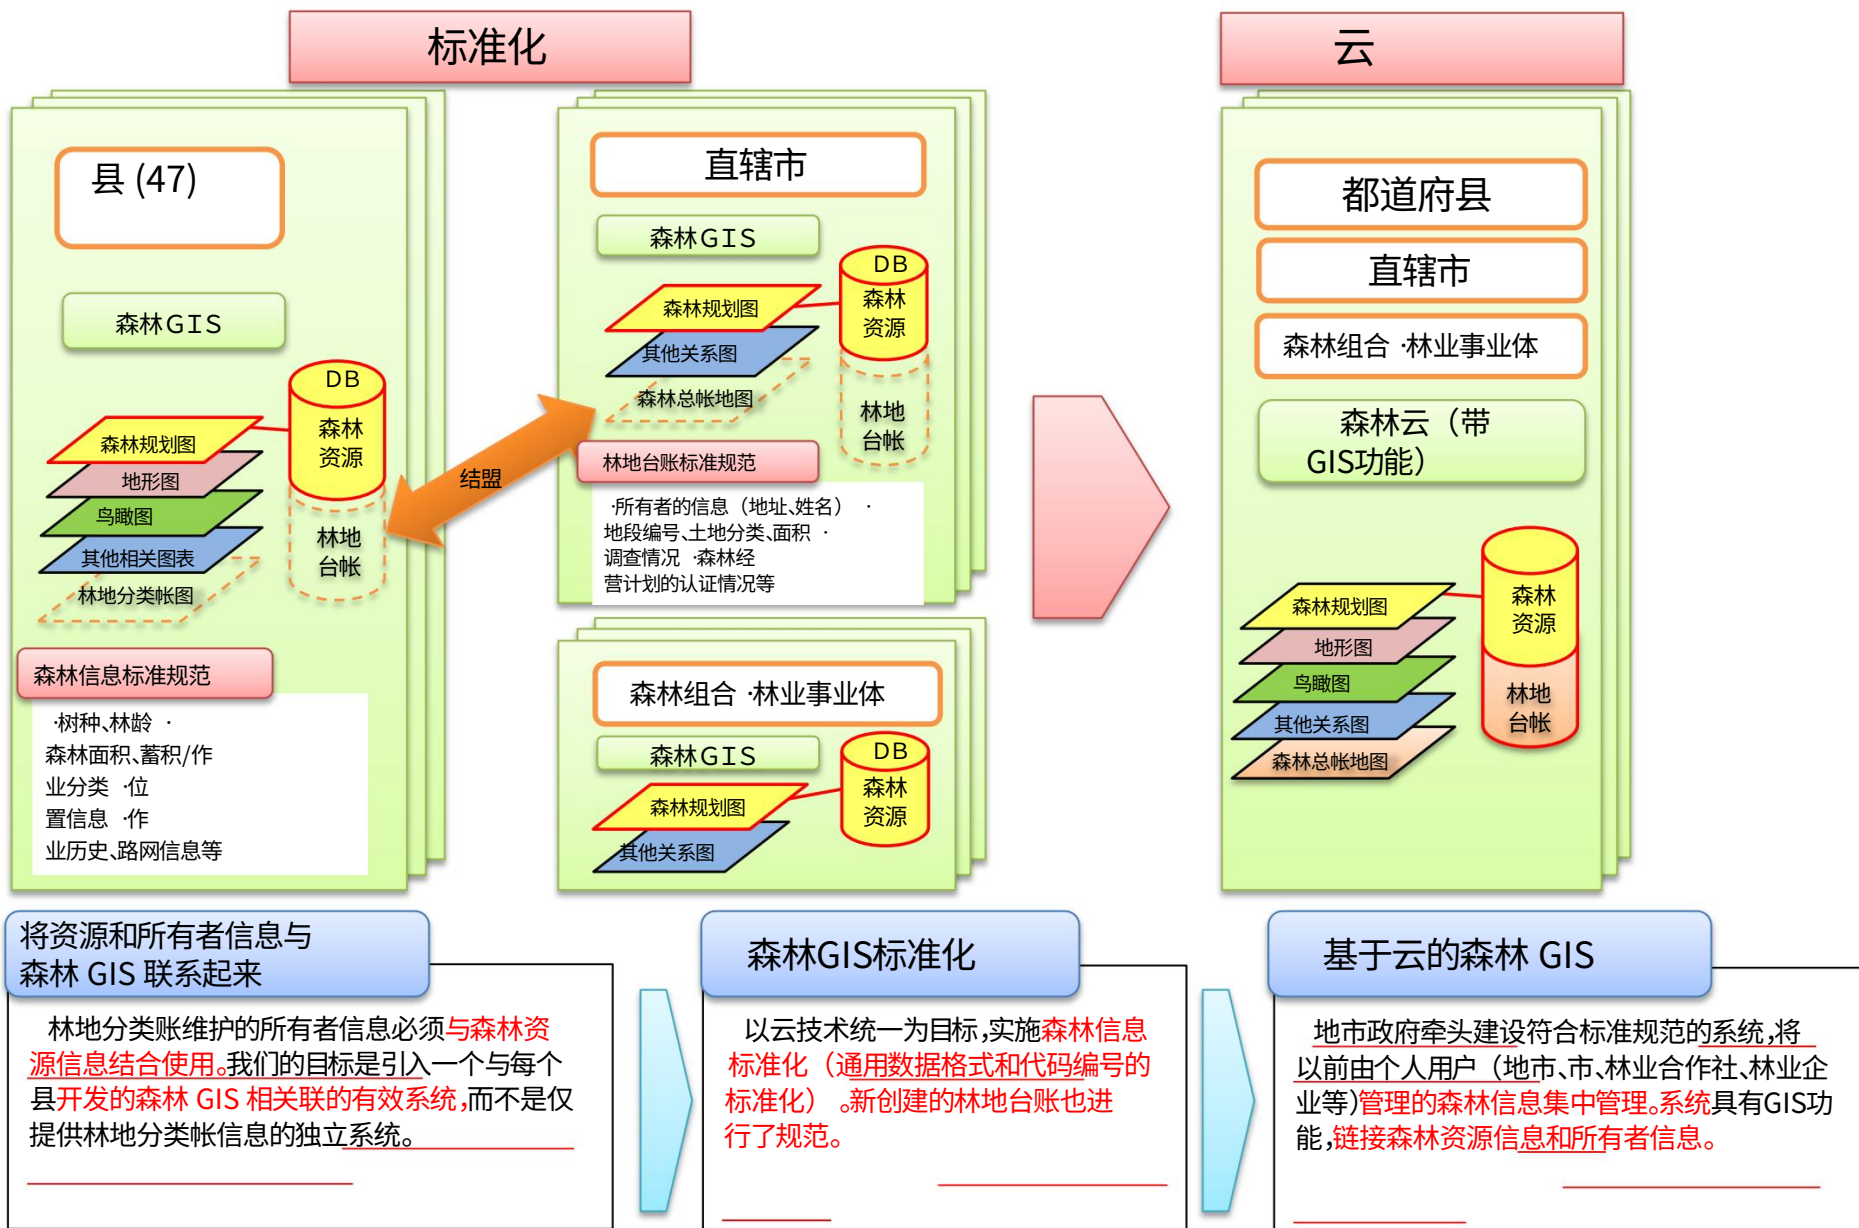 标准化
云
县 (47)
森林GIS
DB
森林
资源
森林规划图
地形图
鸟瞰图
其他相关图表
林地分类帐图
林地
台帐
森林信息标准规范
·树种、林龄 ·
森林面积、蓄积/作
业分类 ·位
置信息 ·作
业历史、路网信息等
结盟
直辖市
森林GIS
DB
森林
资源
森林规划图
其他关系图
森林总帐地图
林地
台帐
林地台账标准规范
·所有者的信息（地址、姓名） ·
地段编号、土地分类、面积 ·
调查情况 ·森林经
营计划的认证情况等
森林组合 ·林业事业体
森林GIS
DB
森林
资源
森林规划图
其他关系图
都道府县
直辖市
森林组合 ·林业事业体
森林云（带
GIS功能）
森林
资源
森林规划图
地形图
鸟瞰图
其他关系图
森林总帐地图
林地
台帐
将资源和所有者信息与
森林 GIS 联系起来
林地分类账维护的所有者信息必须与森林资
源信息结合使用。我们的目标是引入一个与每个
县开发的森林 GIS 相关联的有效系统,而不是仅
提供林地分类帐信息的独立系统。
森林GIS标准化
以云技术统一为目标,实施森林信息
标准化（通用数据格式和代码编号的
标准化） 。新创建的林地台账也进
行了规范。
基于云的森林 GIS
地市政府牵头建设符合标准规范的系统,将
以前由个人用户（地市、市、林业合作社、林业企
业等)管理的森林信息集中管理。系统具有GIS功
能,链接森林资源信息和所有者信息。